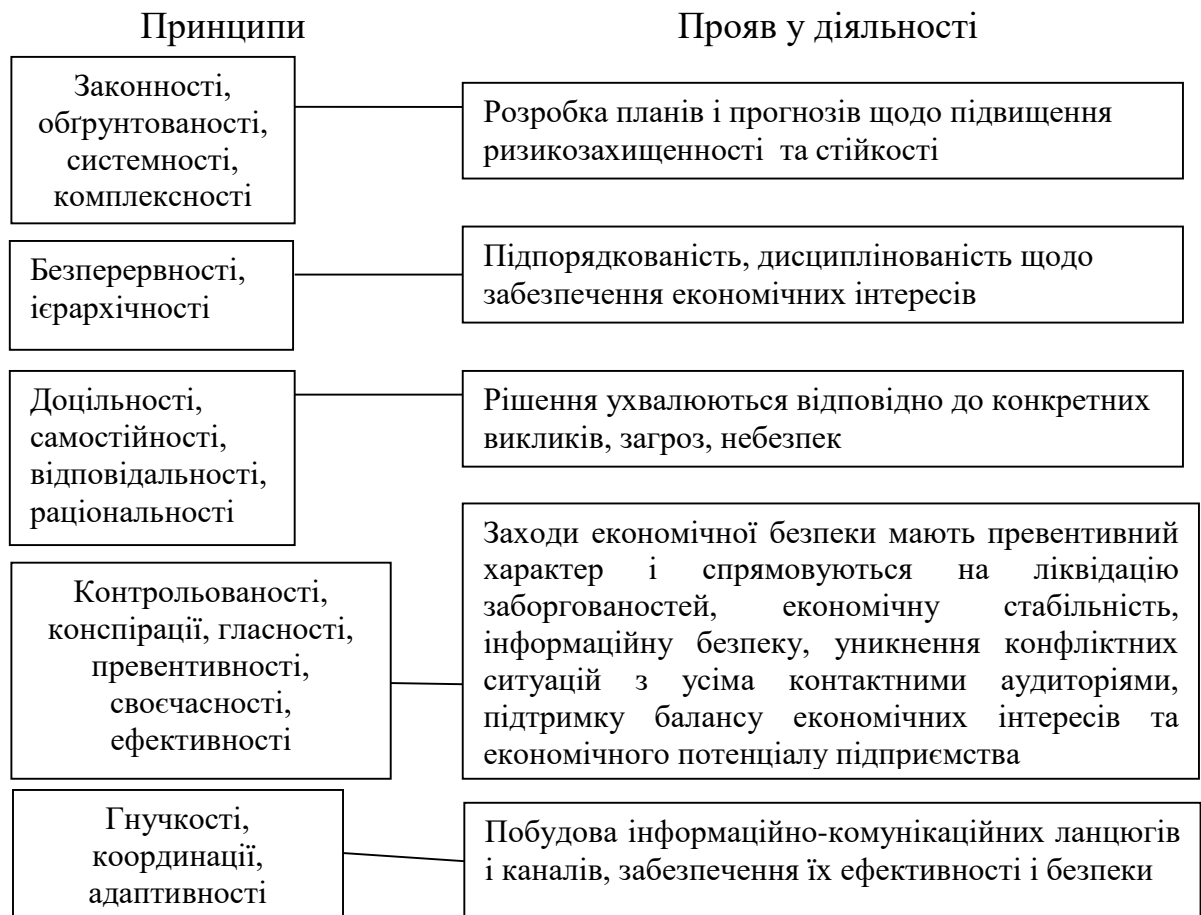 Принципи
Прояв у діяльності
Законності,
обґрунтованості,
системності,
комплексності
Розробка планів і прогнозів щодо підвищення
ризикозахищенності та стійкості
Безперервності,
ієрархічності
Підпорядкованість, дисциплінованість щодо
забезпечення економічних інтересів
Доцільності,
самостійності,
відповідальності,
раціональності
Рішення ухвалюються відповідно до конкретних
викликів, загроз, небезпек
Контрольованості,
конспірації, гласності,
превентивності,
своєчасності,
ефективності
Заходи економічної безпеки мають превентивний
характер і спрямовуються на ліквідацію
заборгованостей, економічну стабільність,
інформаційну безпеку, уникнення конфліктних
ситуацій з усіма контактними аудиторіями,
підтримку балансу економічних інтересів та
економічного потенціалу підприємства
Гнучкості,
координації,
адаптивності
Побудова інформаційно-комунікаційних ланцюгів
і каналів, забезпечення їх ефективності і безпеки